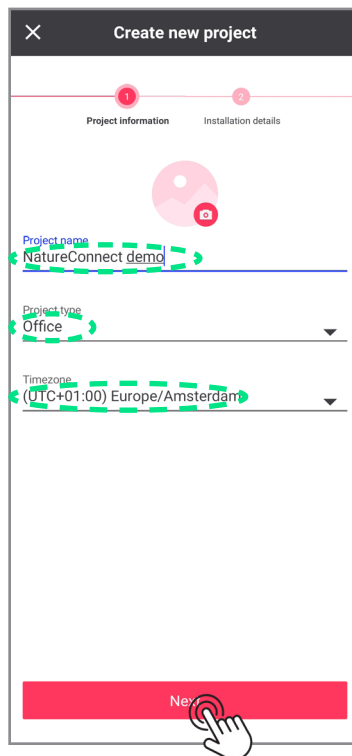 Create new project
1
2
Project information
Installation details
Project name
NatureConnect demo
Project type
Office
Timezone
(UTC+01:00) Europe/Amsterdam
Next